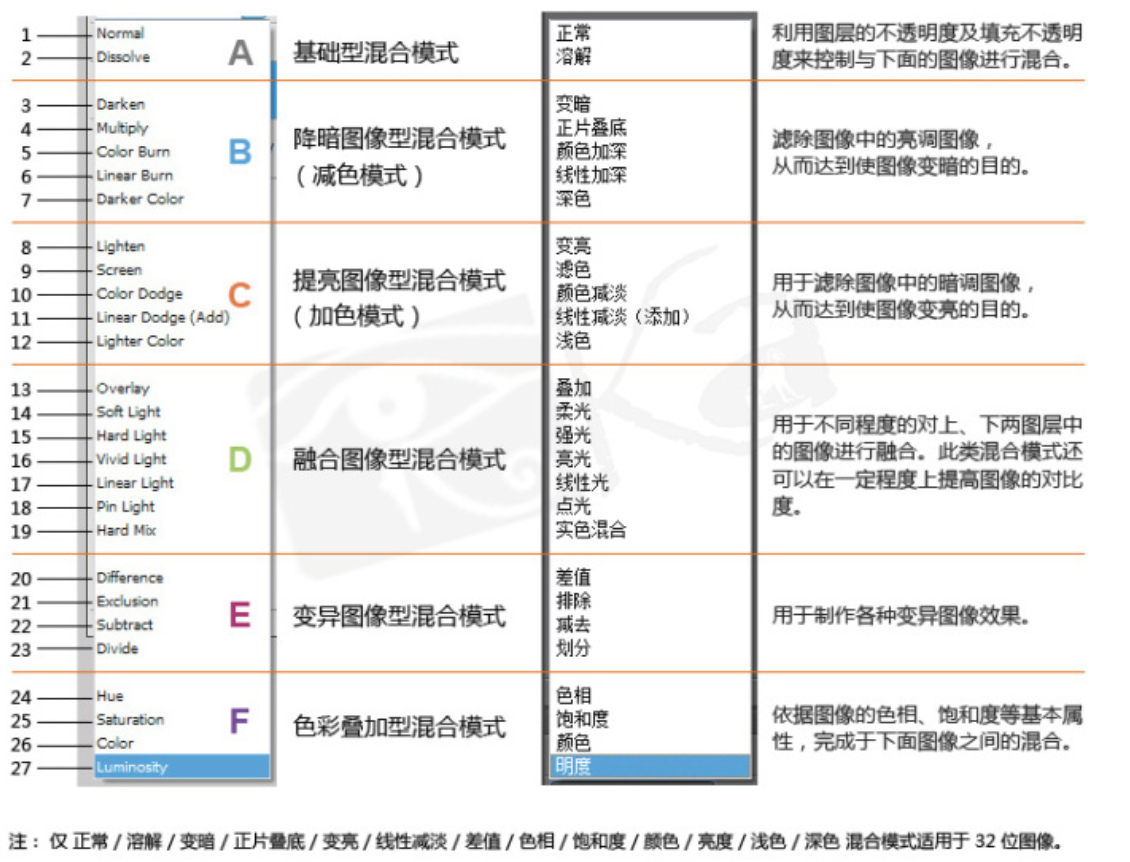 1 Normal
2 Dissolve
A
基础型混合模式
正常
溶解
利用图层的不透明度及填充不透明
度来控制与下面的图像进行混合。
3 Darken
4 Multiply
5 Color Burn
6 Linear Burn
7 Darker Color
B
降暗图像型混合模式
（减色模式）
变暗
正片叠底
颜色加深
线性加深
深色
滤除图像中的亮调图像，
从而达到使图像变暗的目的。
8 Lighten
9 Screen
10 Color Dodge
11 Linear Dodge (Add)
12 Lighter Color
C
提亮图像型混合模式
（加色模式）
变亮
滤色
颜色减淡
线性减淡（添加）
浅色
用于滤除图像中的暗调图像，
从而达到使图像变亮的目的。
13 Overlay
14 Soft Light
15 Hard Light
16 Vivid Light
17 Linear Light
18 Pin Light
19 Hard Mix
D
融合图像型混合模式
叠加
柔光
强光
亮光
线性光
点光
实色混合
用于不同程度的对上、下两图层中
的图像进行融合。此类混合模式还
可以在一定程度上提高图像的对比
度。
20 Difference
21 Exclusion
22 Subtract
23 Divide
E
变异图像型混合模式
差值
排除
减去
划分
用于制作各种变异图像效果。
24 Hue
25 Saturation
26 Color
27 Luminosity
F
色彩叠加型混合模式
色相
饱和度
颜色
明度
依据图像的色相、饱和度等基本属
性，完成于下面图像之间的混合。
注： 仅 正常 / 溶解 / 变暗 / 正片叠底 / 变亮 / 线性减淡 / 差值 / 色相 / 饱和度 / 颜色 / 亮度 / 浅色 / 深色 混合模式适用于 32 位图像。